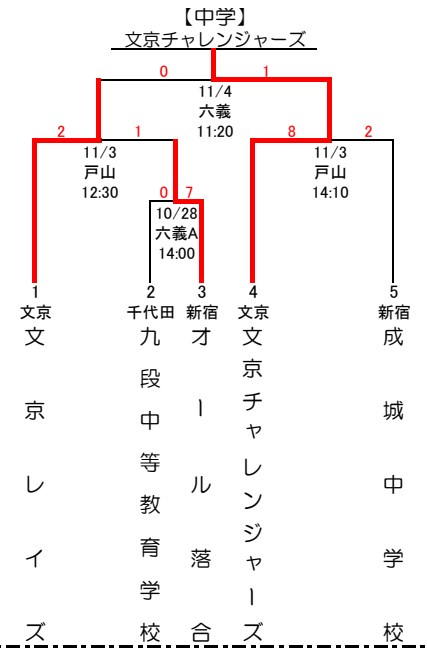 【中学】
文京チャレンジャーズ
0 1
11/4
六義
11:20
2 1
11/3
戸山
12:30
8 2
11/3
戸山
14:10
0 7
10/28
六義A
14:00
1 2 3 4 5
文京 千代田 新宿 文京 新宿
文京レイズ
九段中等教育学校
オール落合
文京チャレンジャーズ
成城中学校